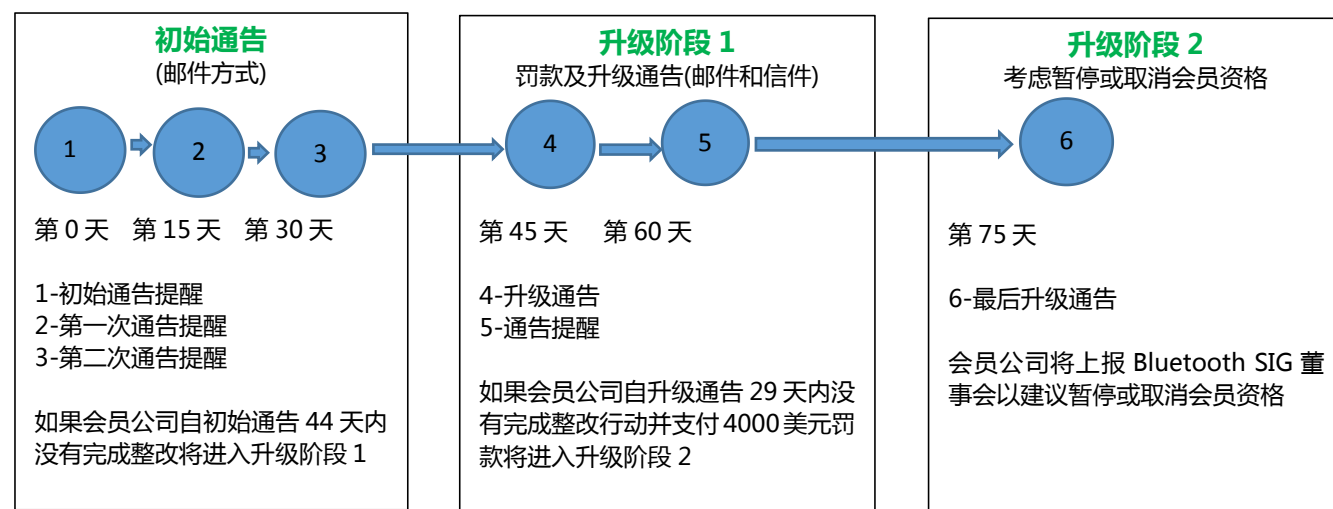 初始通告
(邮件方式)
1
2
3
第 0 天 第 15 天 第 30 天
1-初始通告提醒
2-第一次通告提醒
3-第二次通告提醒
如果会员公司自初始通告 44 天内
没有完成整改将进入升级阶段 1
升级阶段 1
罚款及升级通告(邮件和信件)
4
5
第 45 天 第 60 天
4-升级通告
5-通告提醒
如果会员公司自升级通告 29 天内没
有完成整改行动并支付 4000 美元罚
款将进入升级阶段 2
升级阶段 2
考虑暂停或取消会员资格
6
第 75 天
6-最后升级通告
会员公司将上报 Bluetooth SIG 董
事会以建议暂停或取消会员资格